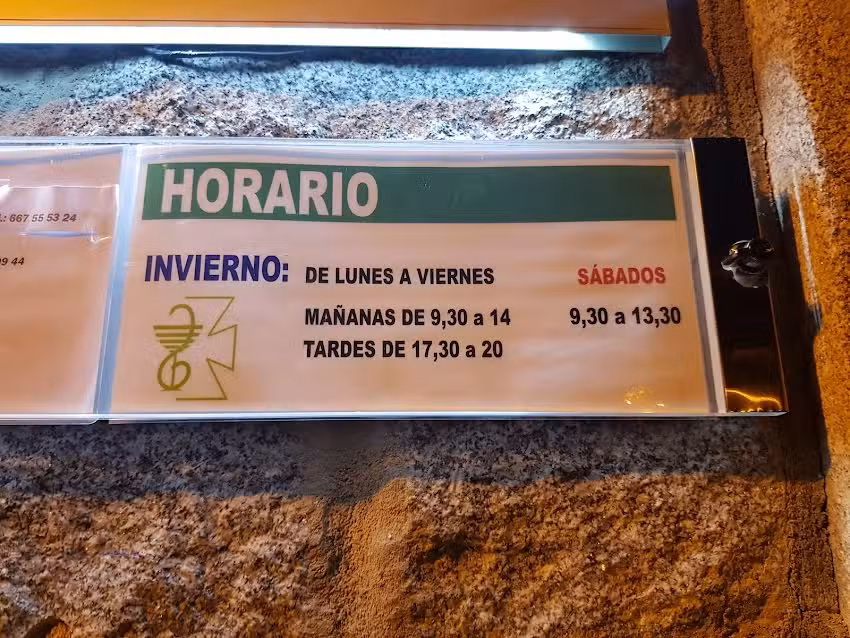 667 55 53 24
99 44
HORARIO
INVIERNO: DE LUNES A VIERNES SÁBADOS
MAÑANAS DE 9,30 a 14 9,30 a 13,30
TARDES DE 17,30 a 20